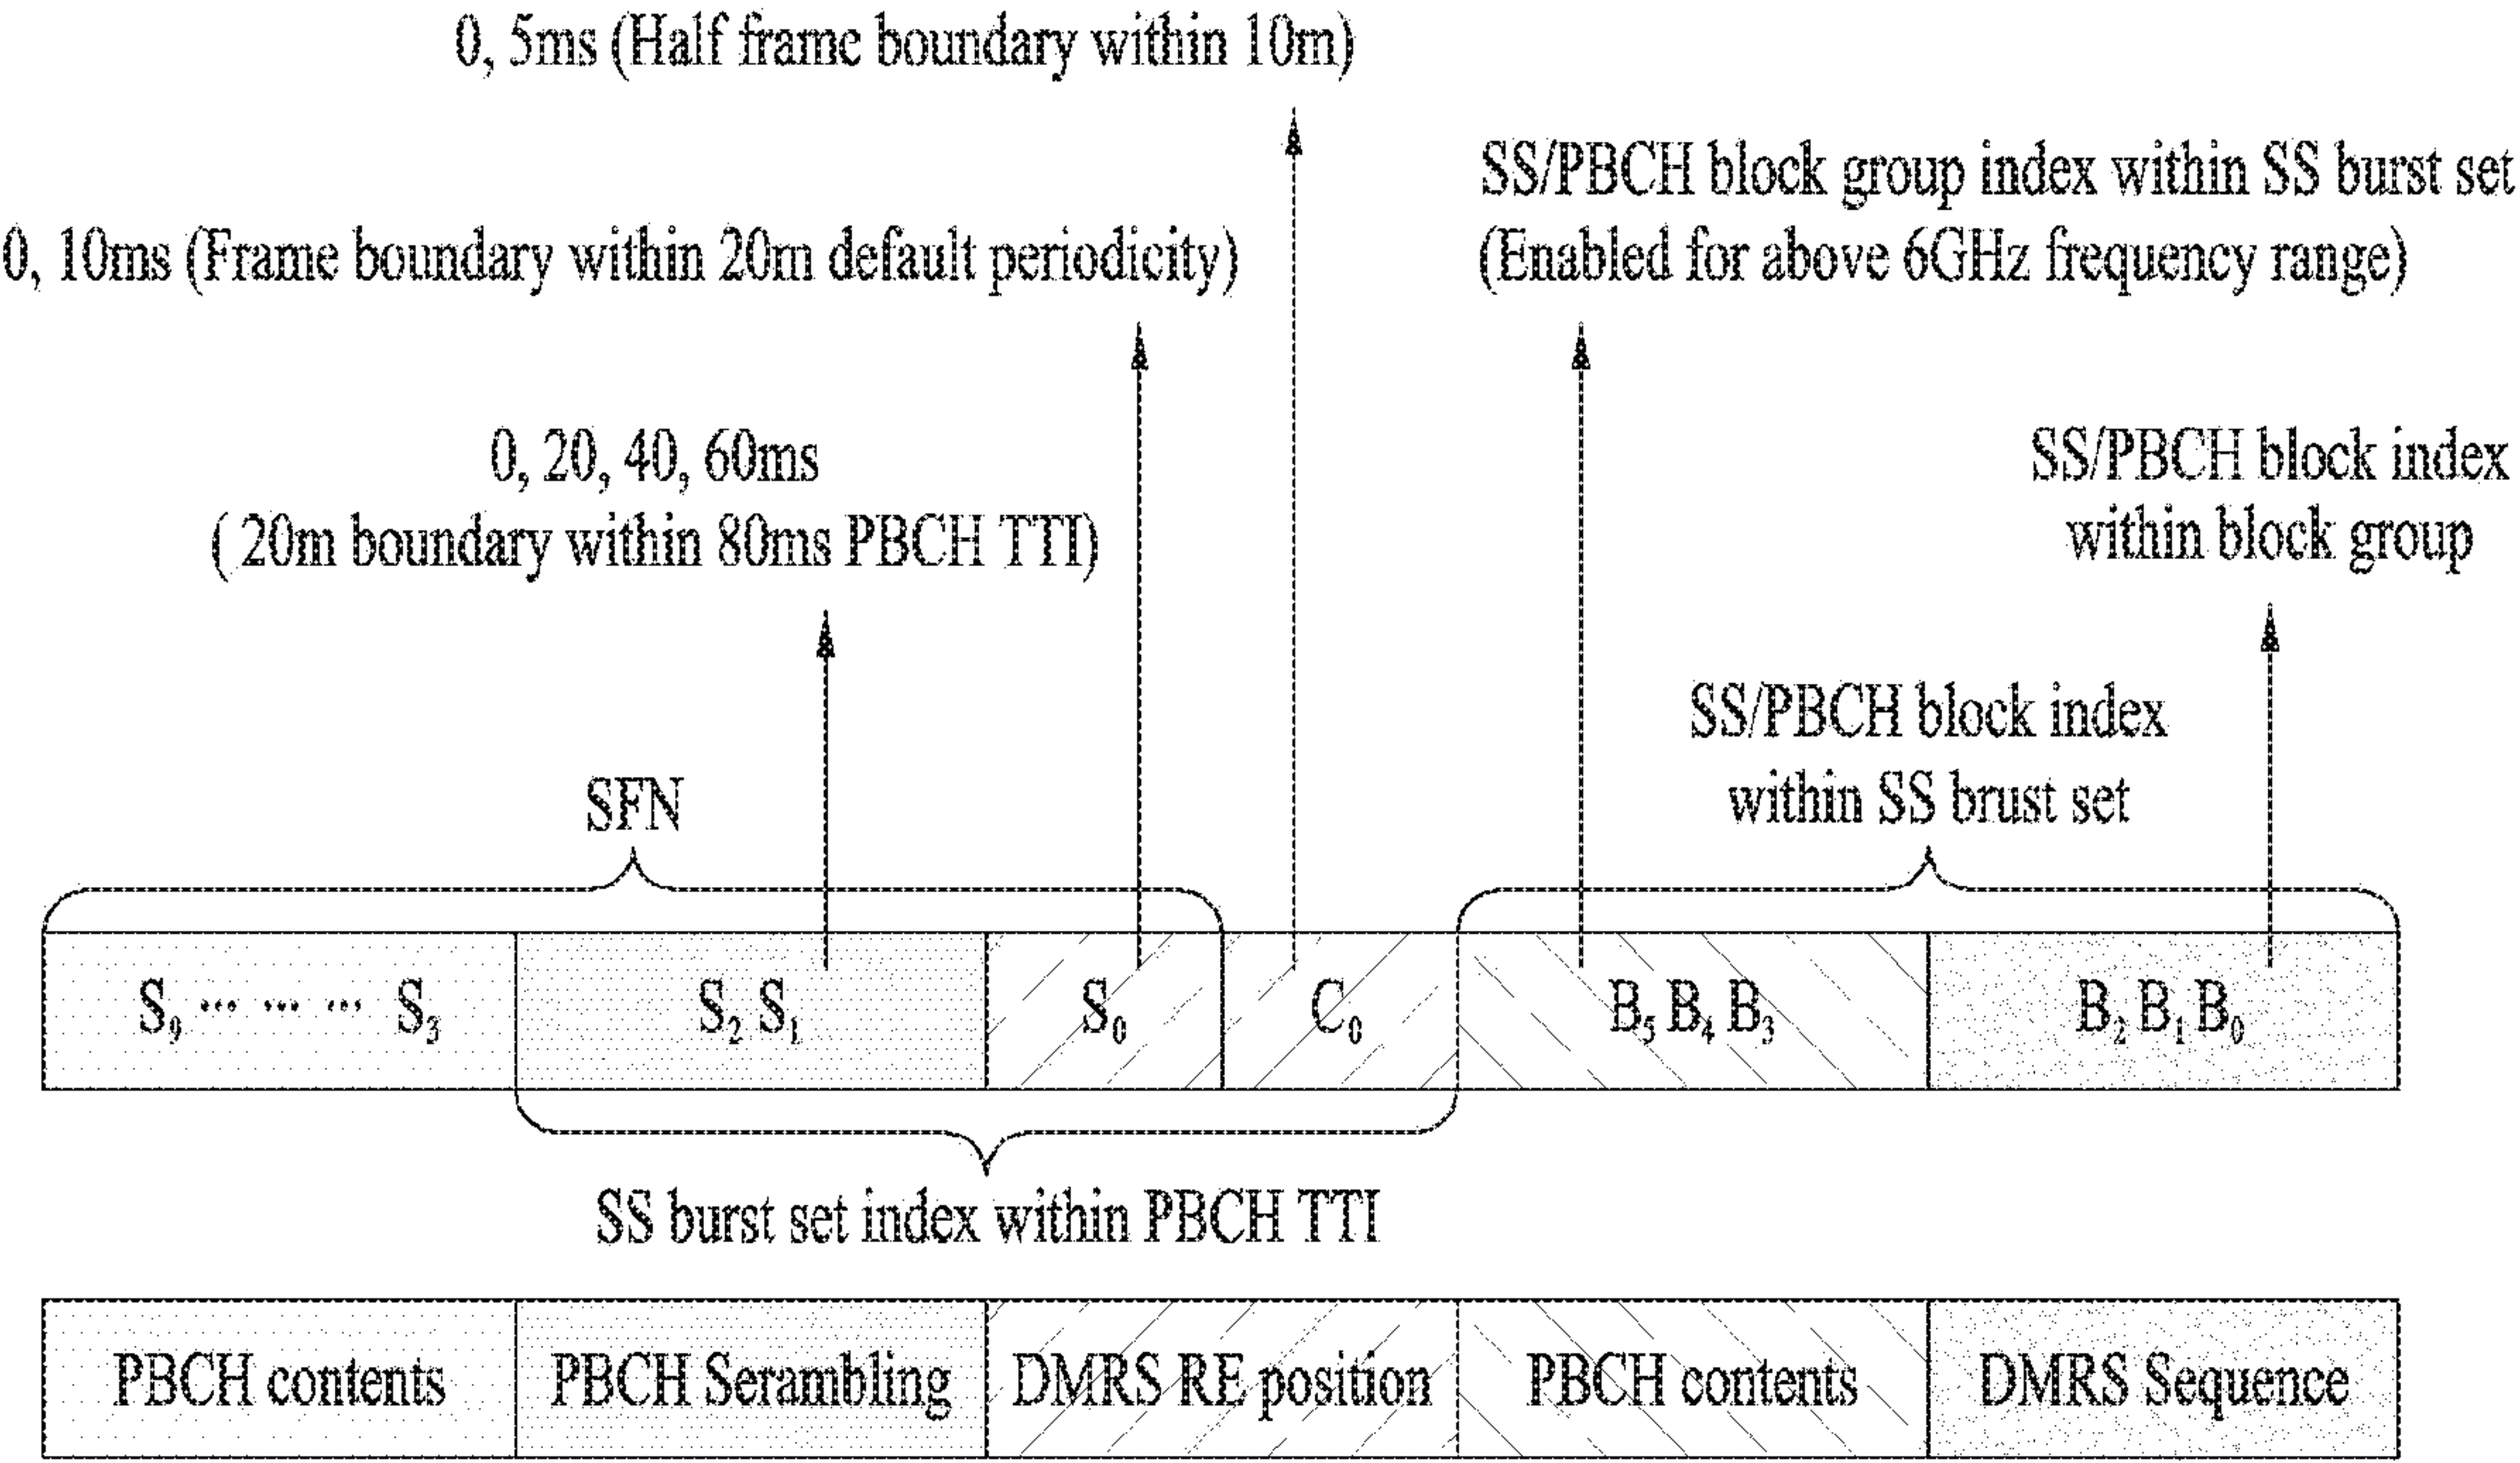 0, 5ms (Half frame boundary within 10m)
SS/PBCH block group index within SS burst set
(Enabled for above 6GHz frequency range)
0, 10ms (Frame boundary within 20m default periodicity)
0, 20, 40, 60ms
( 20m boundary within 80ms PBCH TTI)
SS/PBCH block index
within block group
SS/PBCH block index
within SS brust set
SFN
S₉ ··· ··· ··· S₃
S₂ S₁
S₀
C₀
B₅ B₄ B₃
B₂ B₁ B₀
SS burst set index within PBCH TTI
PBCH contents
PBCH Serambling
DMRS RE position
PBCH contents
DMRS Sequence